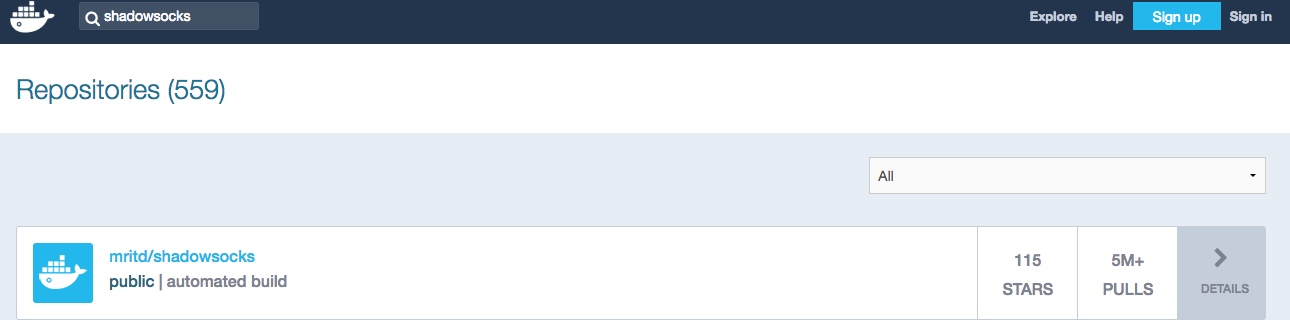 shadowsocks
Explore Help Sign up Sign in
Repositories (559)
All
mritd/shadowsocks
public | automated build
115
STARS
5M+
PULLS
DETAILS